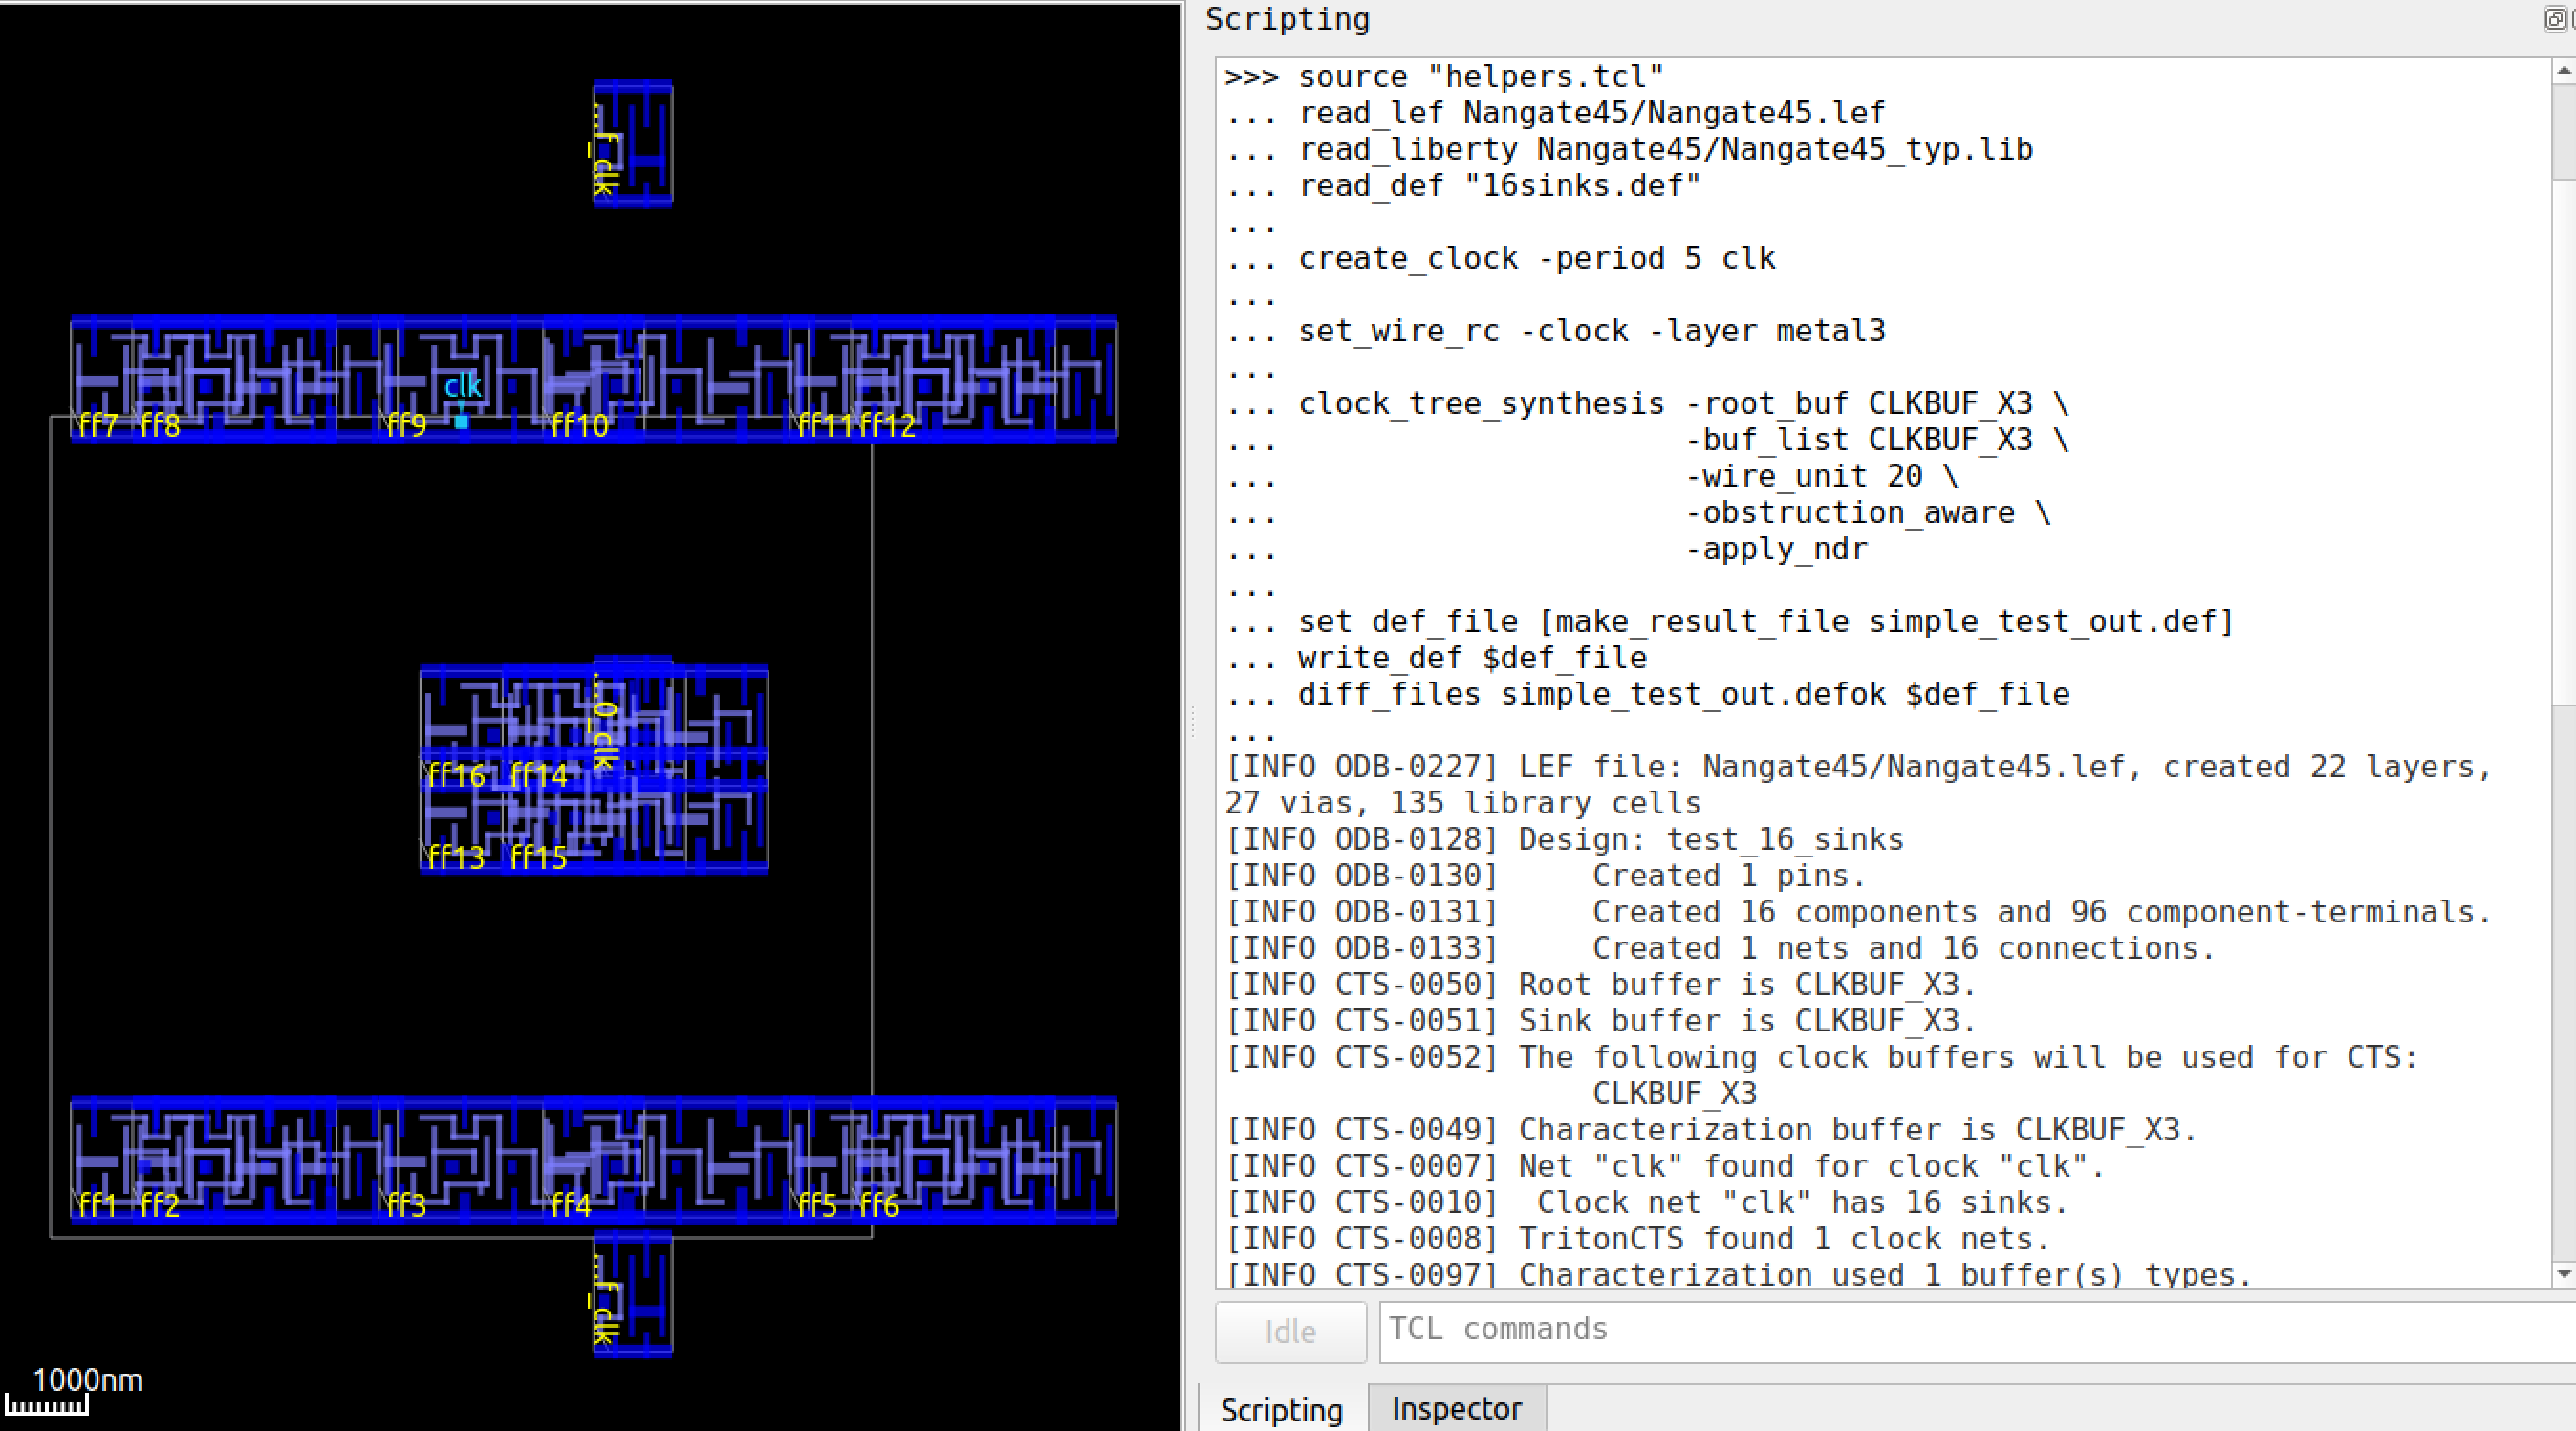 Scripting
>>> source "helpers.tcl"
... read_lef Nangate45/Nangate45.lef
... read_liberty Nangate45/Nangate45_typ.lib
... read_def "16sinks.def"
...
... create_clock -period 5 clk
...
... set_wire_rc -clock -layer metal3
...
... clock_tree_synthesis -root_buf CLKBUF_X3 \
...                      -buf_list CLKBUF_X3 \
...                      -wire_unit 20 \
...                      -obstruction_aware \
...                      -apply_ndr
...
... set def_file [make_result_file simple_test_out.def]
... write_def $def_file
... diff_files simple_test_out.defok $def_file
...
[INFO ODB-0227] LEF file: Nangate45/Nangate45.lef, created 22 layers,
27 vias, 135 library cells
[INFO ODB-0128] Design: test_16_sinks
[INFO ODB-0130]     Created 1 pins.
[INFO ODB-0131]     Created 16 components and 96 component-terminals.
[INFO ODB-0133]     Created 1 nets and 16 connections.
[INFO CTS-0050] Root buffer is CLKBUF_X3.
[INFO CTS-0051] Sink buffer is CLKBUF_X3.
[INFO CTS-0052] The following clock buffers will be used for CTS:
                    CLKBUF_X3
[INFO CTS-0049] Characterization buffer is CLKBUF_X3.
[INFO CTS-0007] Net "clk" found for clock "clk".
[INFO CTS-0010]  Clock net "clk" has 16 sinks.
[INFO CTS-0008] TritonCTS found 1 clock nets.
[INFO CTS-0097] Characterization used 1 buffer(s) types.
Idle
TCL commands
Scripting
Inspector
...f_clk
clk
ff7 ff8 ff9 ff10 ff11 ff12
...0_clk
ff16 ff14
ff13 ff15
ff1 ff2 ff3 ff4 ff5 ff6
...f_clk
1000nm